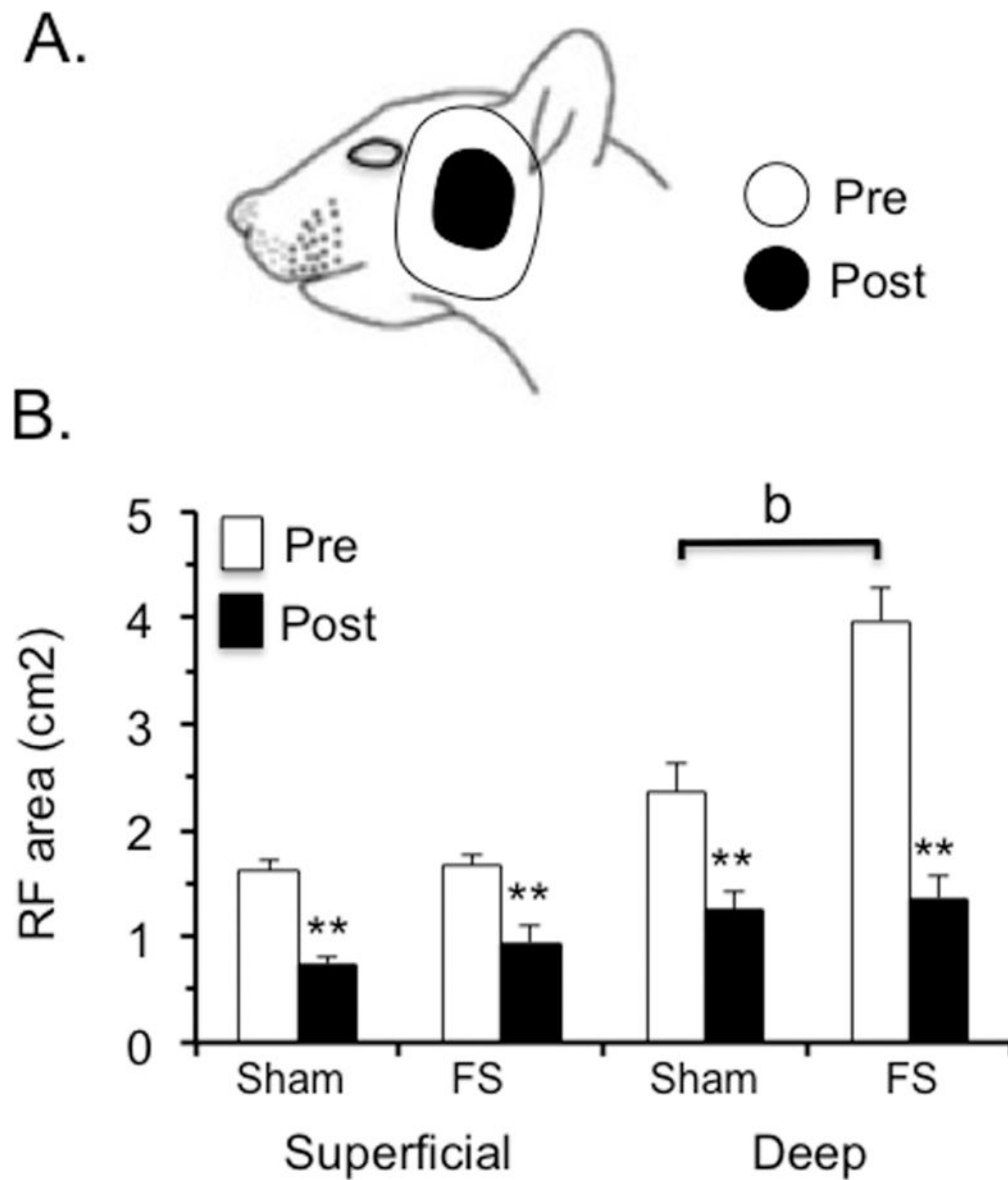 A.
Pre
Post
B.
5
4
3
2
1
0
RF area (cm2)
Pre
Post
b
**
**
**
**
Sham
FS
Sham
FS
Superficial
Deep